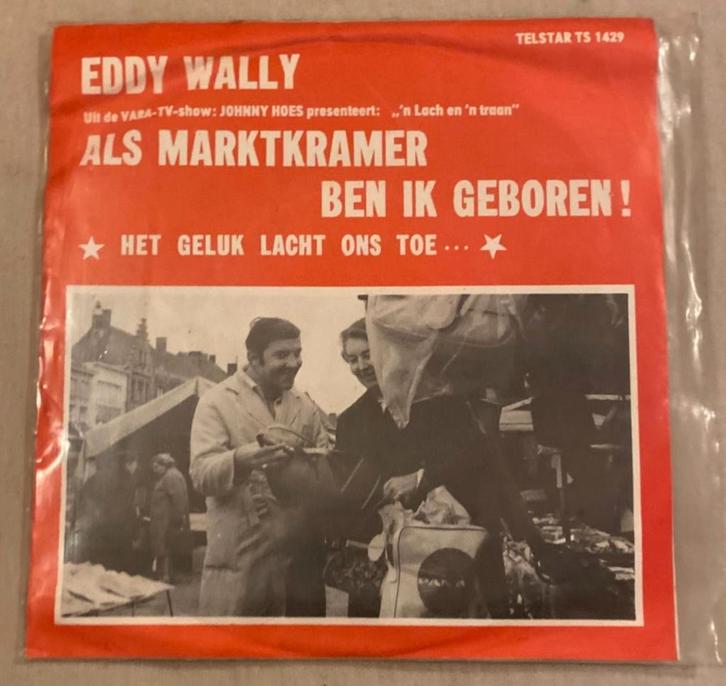 TELSTAR TS 1429
EDDY WALLY
Uit de VARA-TV-show: JOHNNY HOES presenteert: „'n Lach en 'n traan”
ALS MARKTKRAMER
BEN IK GEBOREN!
★ HET GELUK LACHT ONS TOE... ★